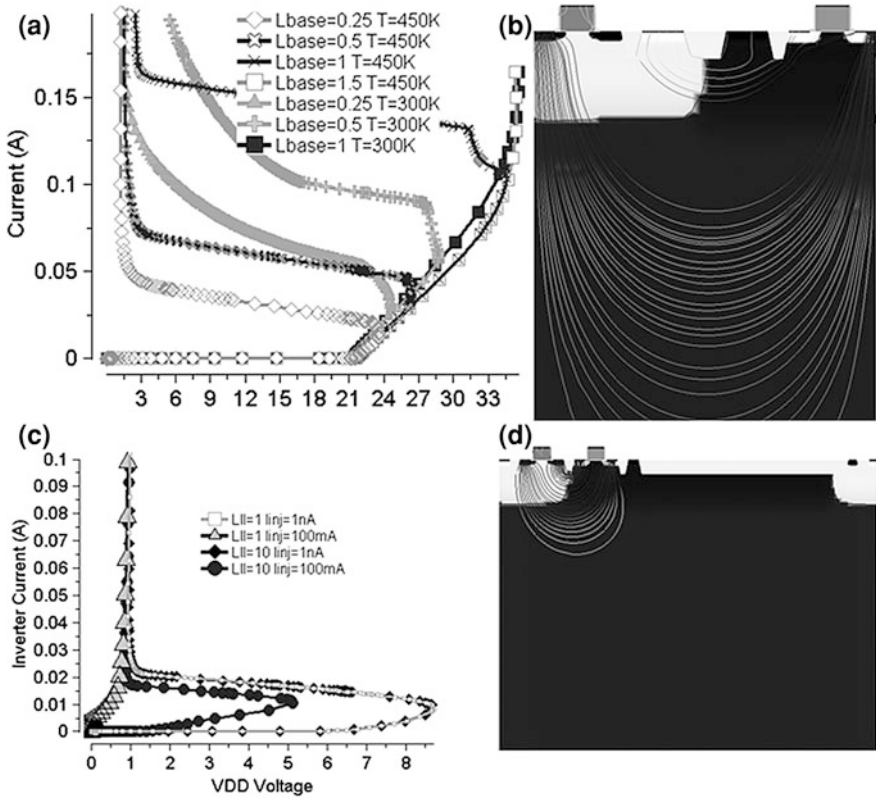 (a)
Lbase=0.25 T=450K
Lbase=0.5 T=450K
Lbase=1 T=450K
Lbase=1.5 T=450K
Lbase=0.25 T=300K
Lbase=0.5 T=300K
Lbase=1 T=300K
Current (A)
0.15
0.1
0.05
0
3 6 9 12 15 18 21 24 27 30 33
(b)
(c)
LII=1 Iinj=1nA
LII=1 Iinj=100mA
LII=10 Iinj=1nA
LII=10 Iinj=100mA
Inverter Current (A)
0.1
0.09
0.08
0.07
0.06
0.05
0.04
0.03
0.02
0.01
0
0 1 2 3 4 5 6 7 8
VDD Voltage
(d)